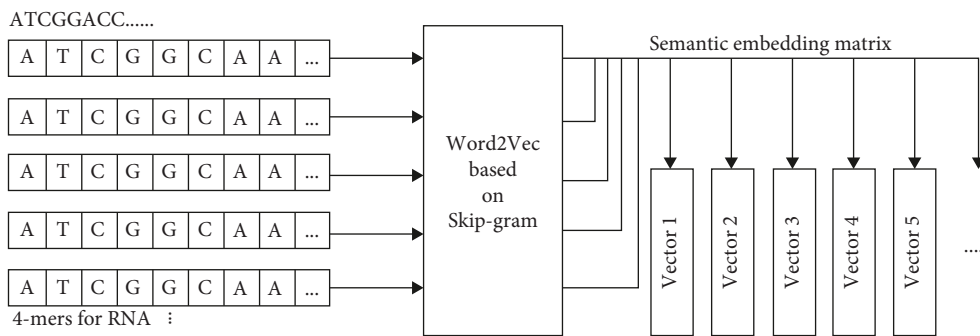 ATCGGACC......
A T C G G C A A ...
A T C G G C A A ...
A T C G G C A A ...
A T C G G C A A ...
A T C G G C A A ...
4-mers for RNA ⋮
Word2Vec
based
on
Skip-gram
Semantic embedding matrix
Vector 1
Vector 2
Vector 3
Vector 4
Vector 5
....